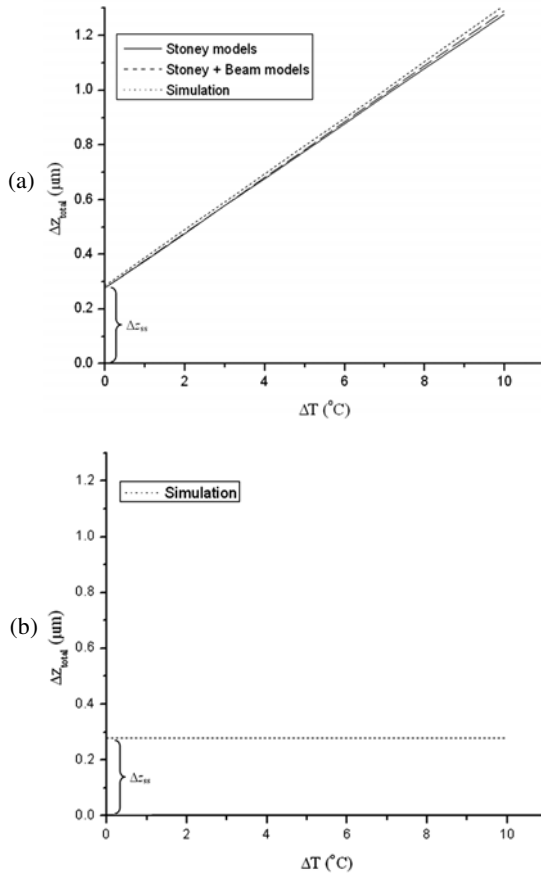 (a)
Stoney models
Stoney + Beam models
Simulation
ΔZtotal (μm)
1.2
1.0
0.8
0.6
0.4
0.2
0.0
Δzss
0 2 4 6 8 10
ΔT (°C)
(b)
Simulation
ΔZtotal (μm)
1.2
1.0
0.8
0.6
0.4
0.2
0.0
Δzss
0 2 4 6 8 10
ΔT (°C)